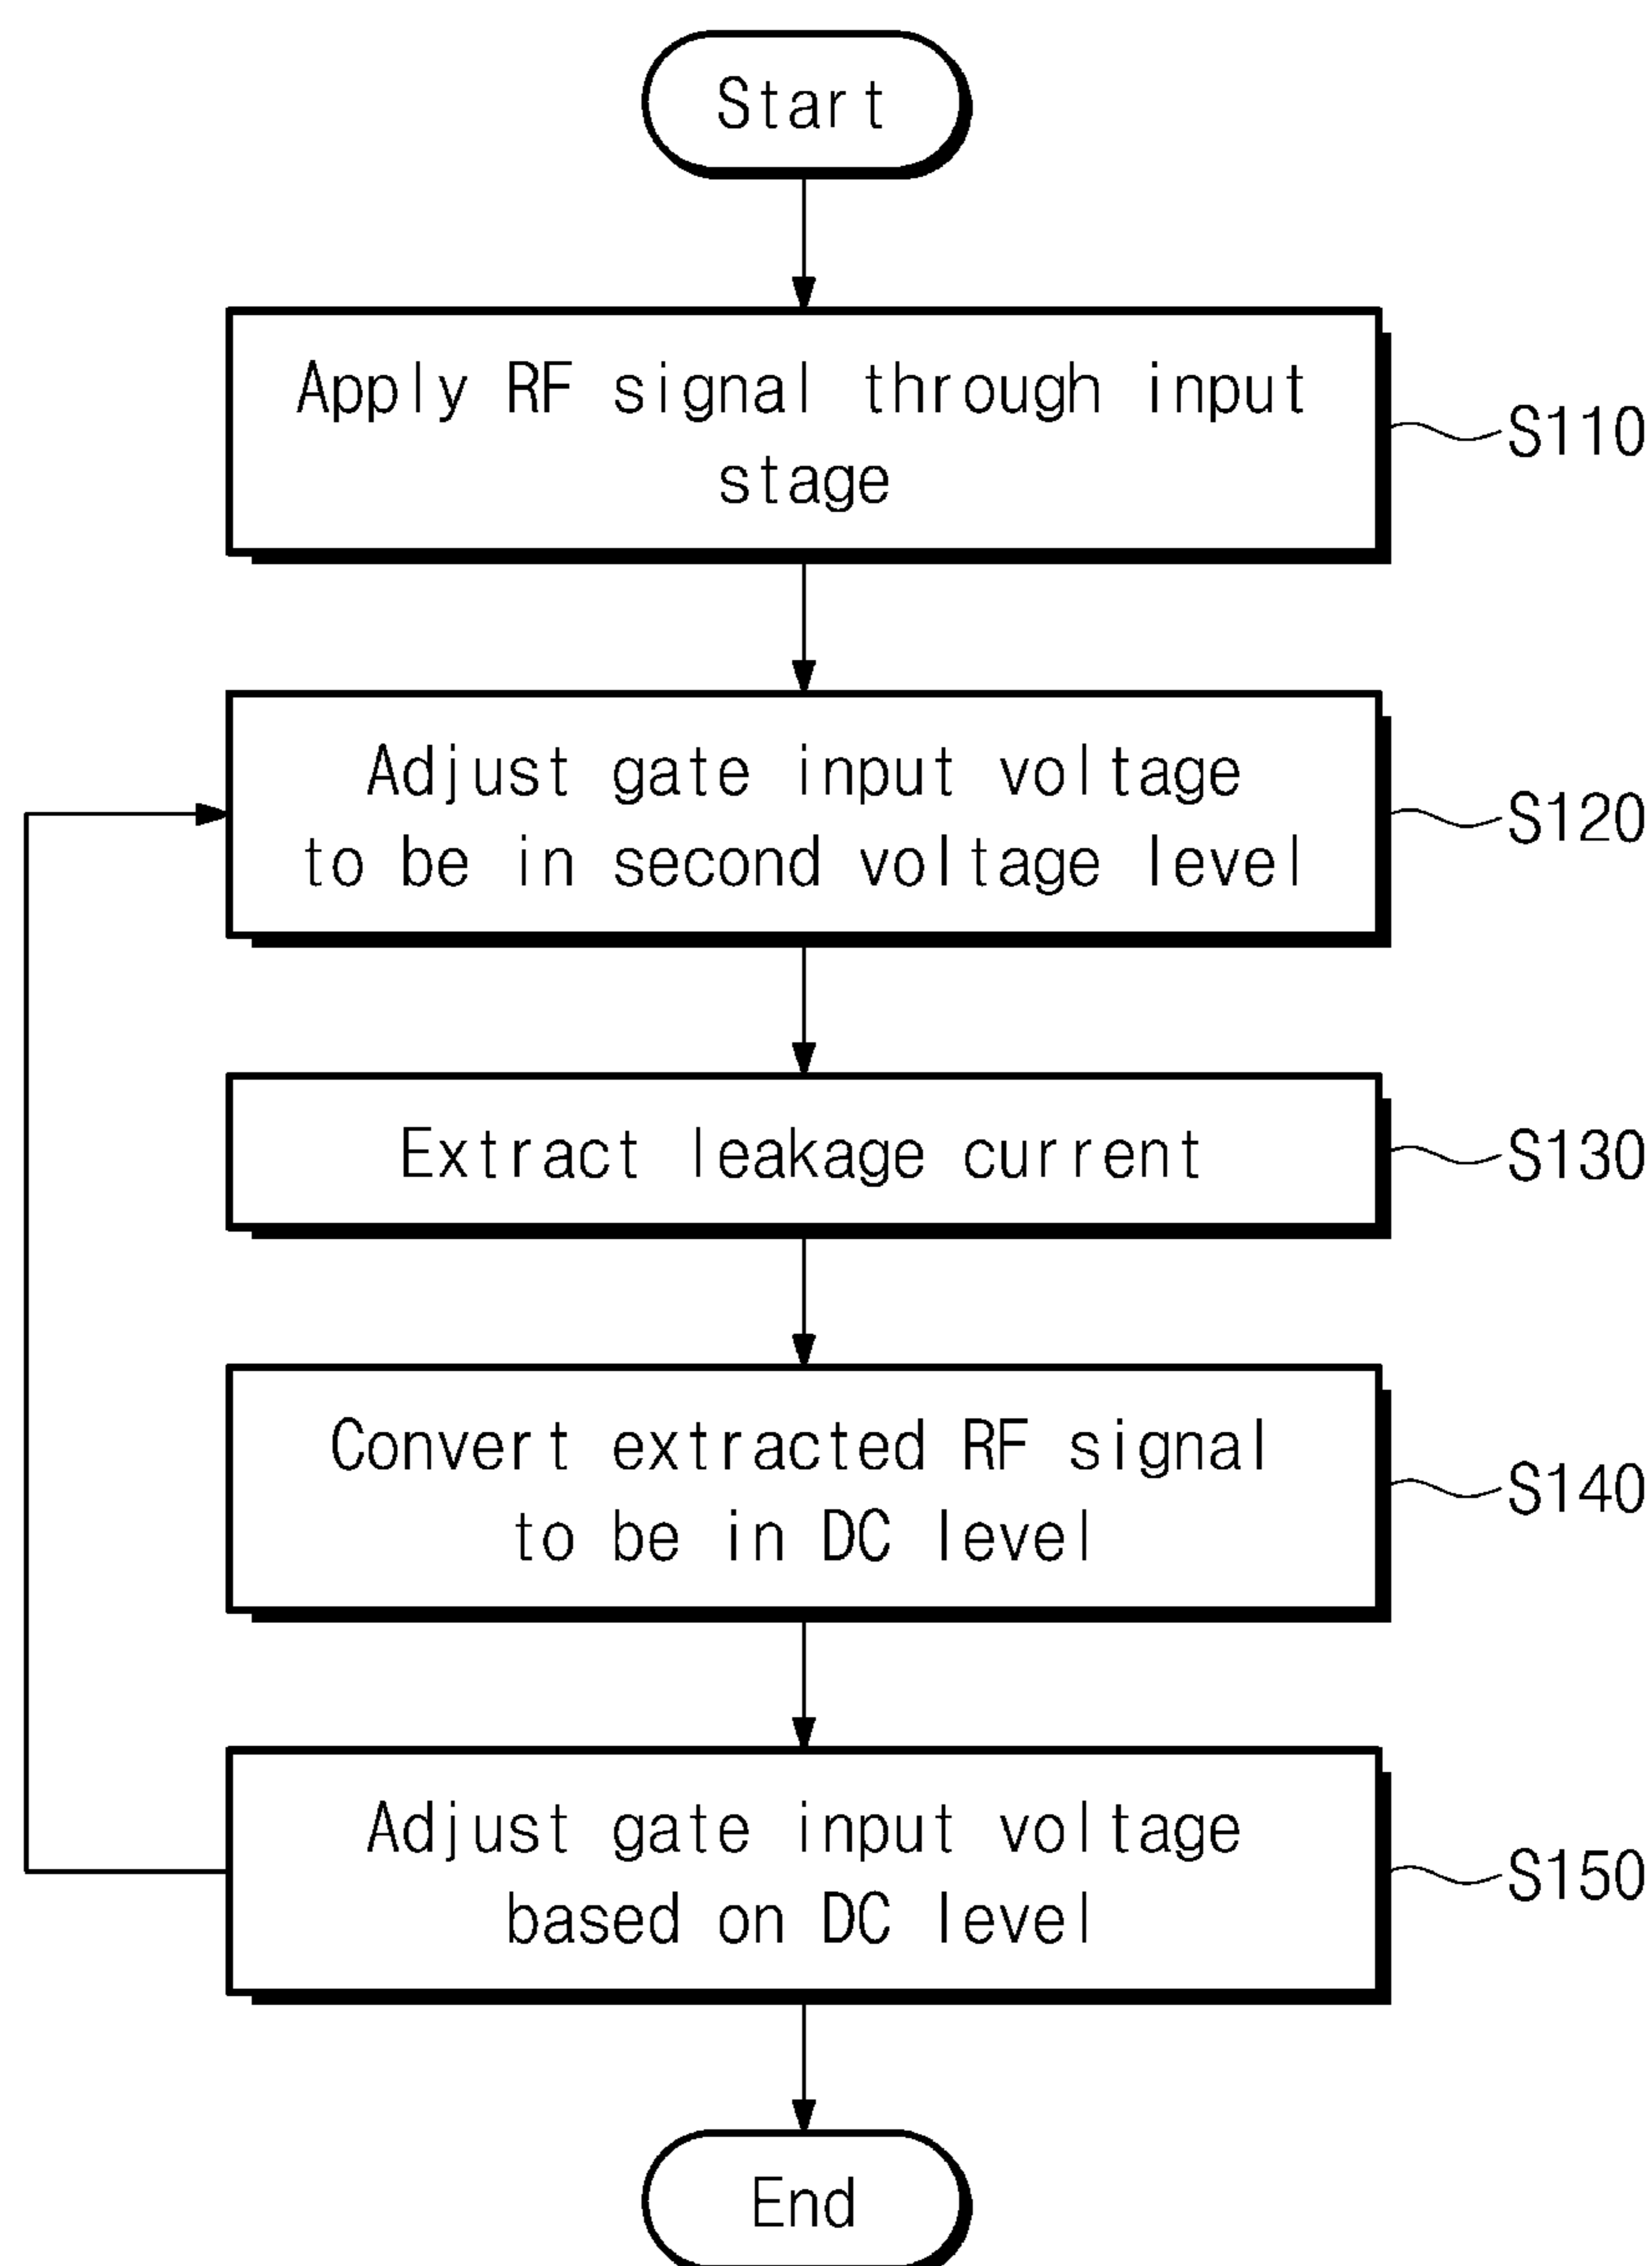 Start
Apply RF signal through input
stage
S110
Adjust gate input voltage
to be in second voltage level
S120
Extract leakage current
S130
Convert extracted RF signal
to be in DC level
S140
Adjust gate input voltage
based on DC level
S150
End